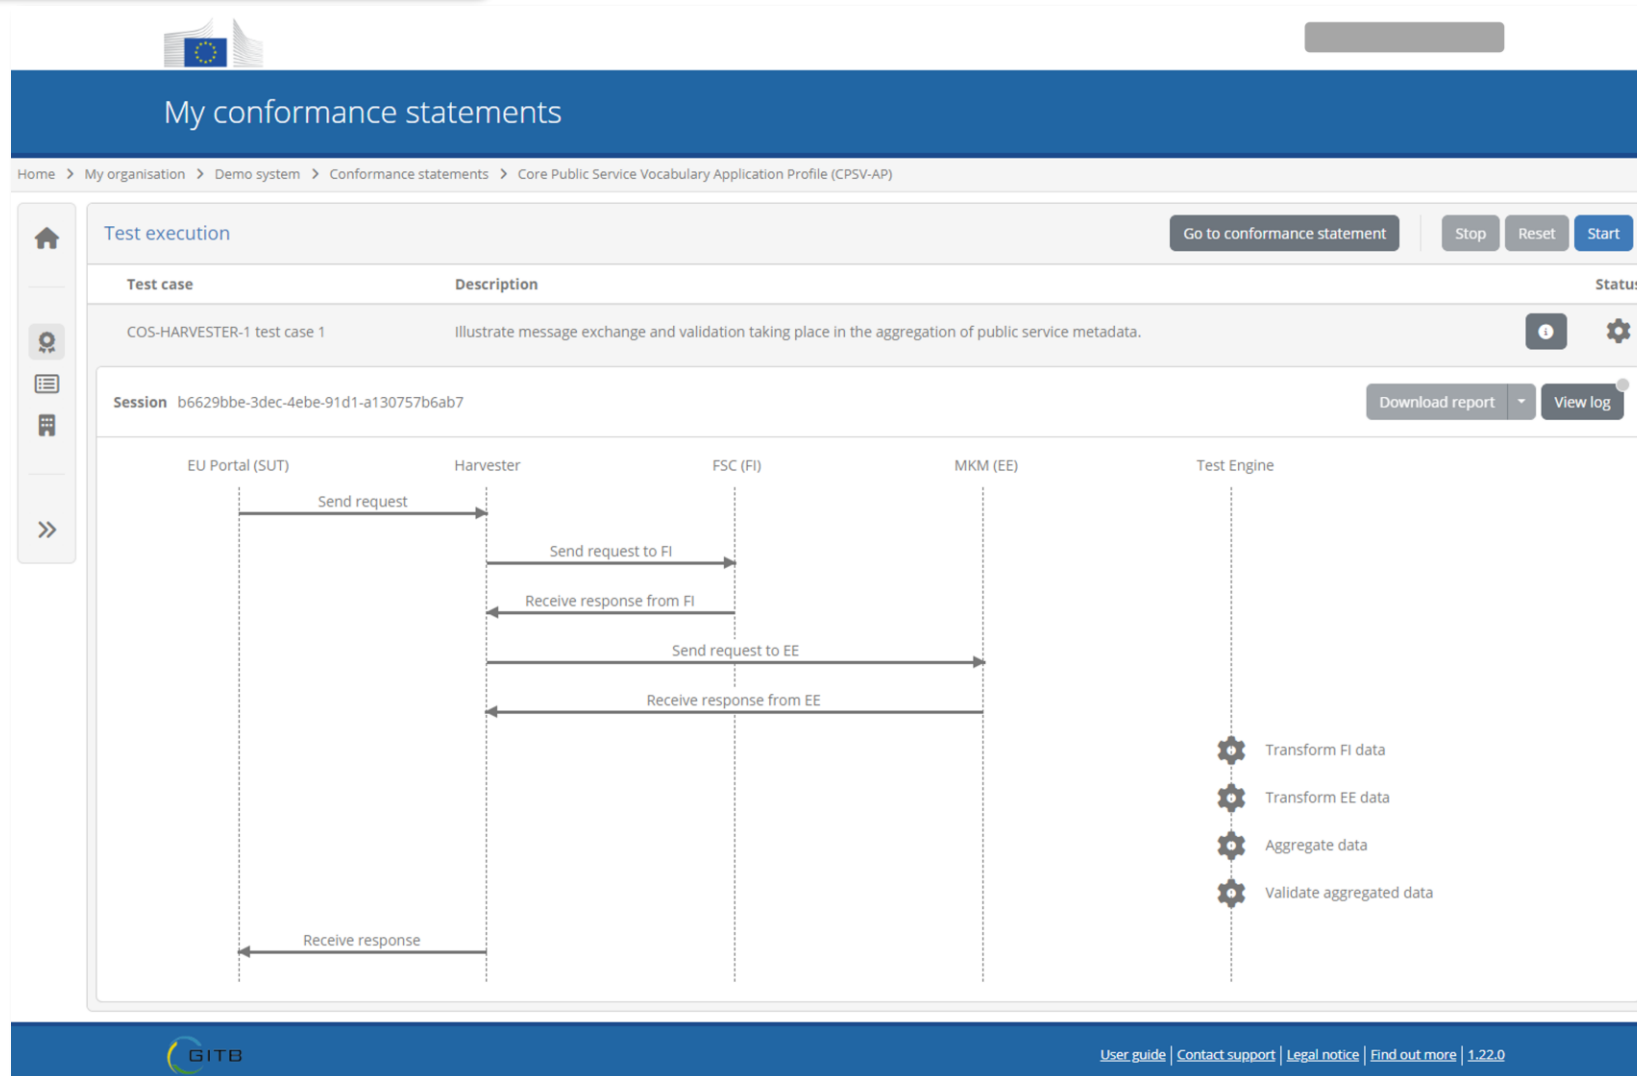 My conformance statements
Home > My organisation > Demo system > Conformance statements > Core Public Service Vocabulary Application Profile (CPSV-AP)
Test execution
Go to conformance statement
Stop
Reset
Start
Test case
Description
Status
COS-HARVESTER-1 test case 1
Illustrate message exchange and validation taking place in the aggregation of public service metadata.
Session b6629bbe-3dec-4ebe-91d1-a130757b6ab7
Download report
View log
EU Portal (SUT)
Harvester
FSC (FI)
MKM (EE)
Test Engine
Send request
Send request to FI
Receive response from FI
Send request to EE
Receive response from EE
Transform FI data
Transform EE data
Aggregate data
Validate aggregated data
Receive response
GITB
User guide | Contact support | Legal notice | Find out more | 1.22.0